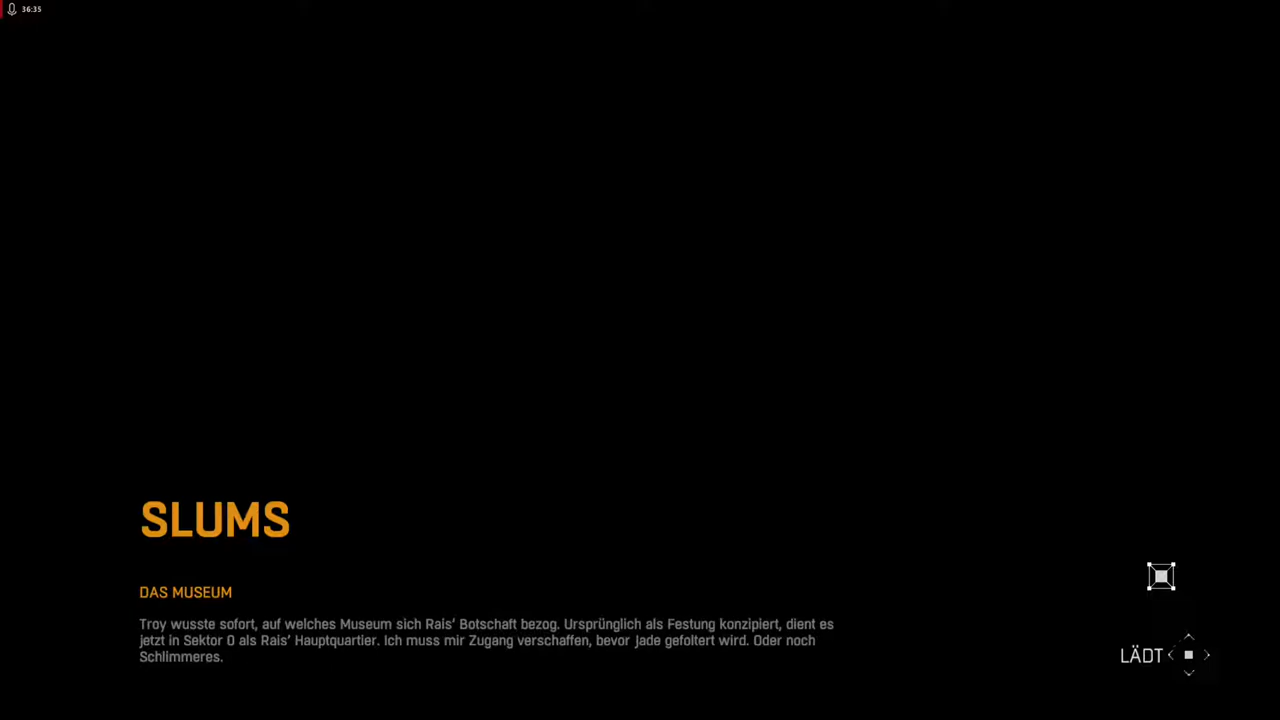 36:35
SLUMS
DAS MUSEUM
Troy wusste sofort, auf welches Museum sich Rais‘ Botschaft bezog. Ursprünglich als Festung konzipiert, dient es
jetzt in Sektor 0 als Rais’ Hauptquartier. Ich muss mir Zugang verschaffen, bevor Jade gefoltert wird. Oder noch
Schlimmeres.
LÄDT